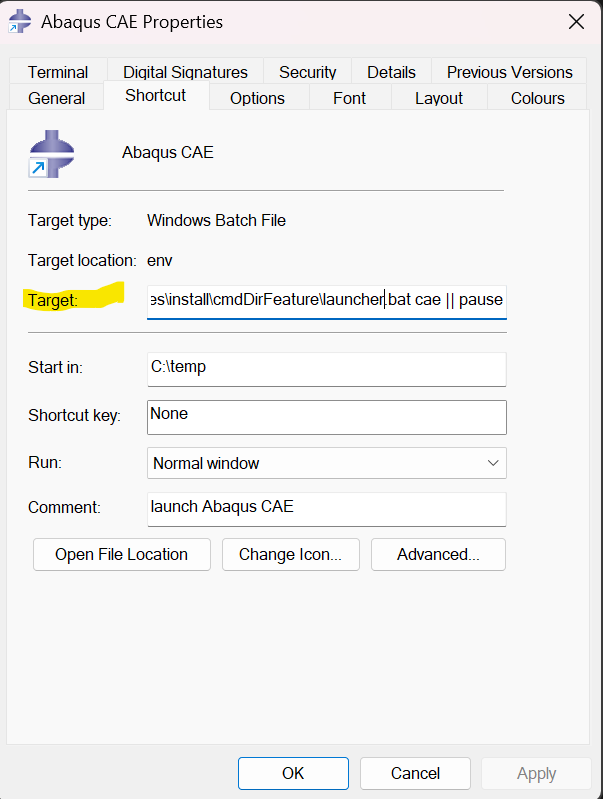 Abaqus CAE Properties
Terminal Digital Signatures Security Details Previous Versions
General Shortcut Options Font Layout Colours
Abaqus CAE
Target type: Windows Batch File
Target location: env
Target: es\install\cmdDirFeature\launcher.bat cae || pause
Start in: C:\temp
Shortcut key: None
Run: Normal window
Comment: launch Abaqus CAE
Open File Location Change Icon... Advanced...
OK Cancel Apply